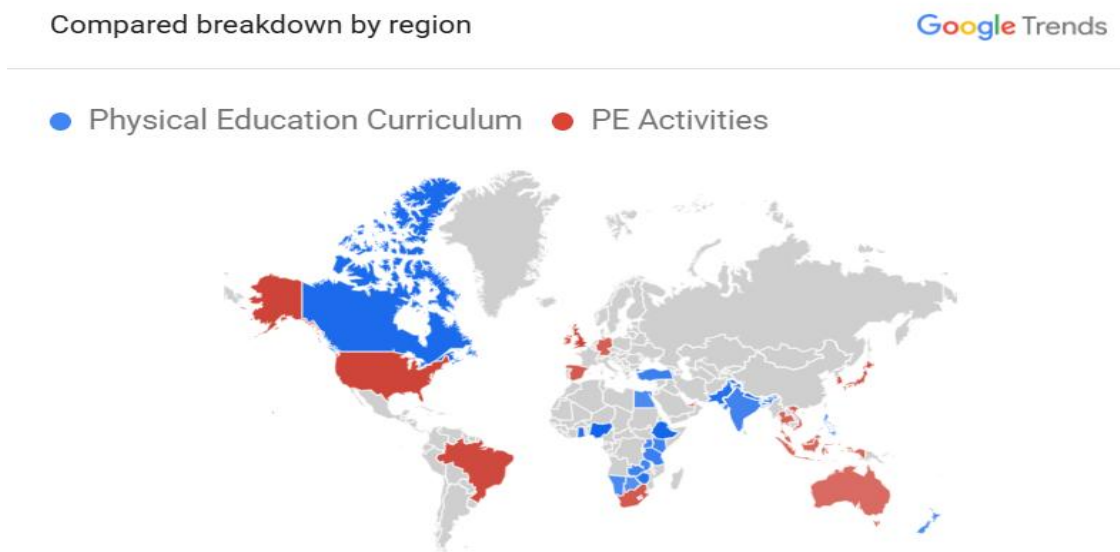 Compared breakdown by region
Google Trends
Physical Education Curriculum
PE Activities